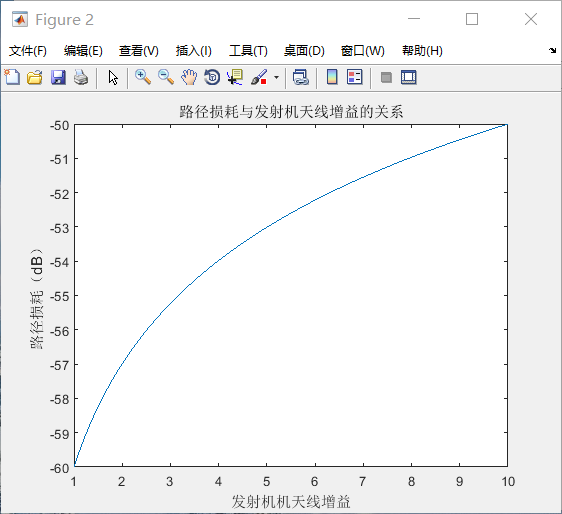 Figure 2
文件(F) 编辑(E) 查看(V) 插入(I) 工具(T) 桌面(D) 窗口(W) 帮助(H)
路径损耗与发射机天线增益的关系
-50
-51
-52
-53
-54
-55
-56
-57
-58
-59
-60
路径损耗（dB）
1 2 3 4 5 6 7 8 9 10
发射机机天线增益